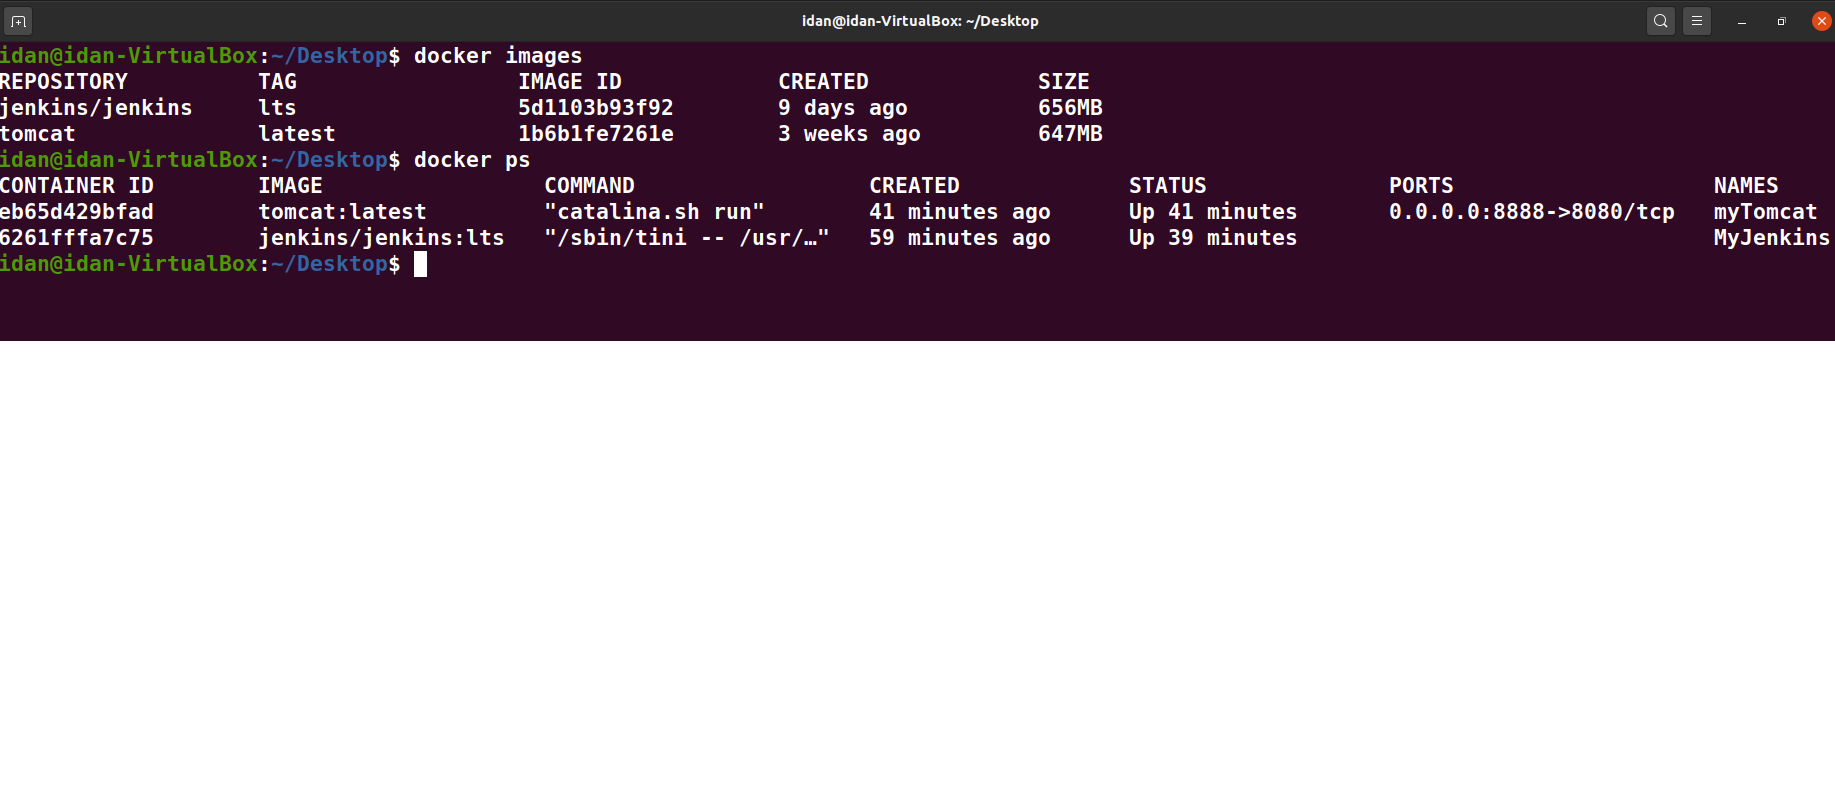 idan@idan-VirtualBox: ~/Desktop
idan@idan-VirtualBox:~/Desktop$ docker images
REPOSITORY TAG IMAGE ID CREATED SIZE
jenkins/jenkins lts 5d1103b93f92 9 days ago 656MB
tomcat latest 1b6b1fe7261e 3 weeks ago 647MB
idan@idan-VirtualBox:~/Desktop$ docker ps
CONTAINER ID IMAGE COMMAND CREATED STATUS PORTS NAMES
eb65d429bfad tomcat:latest "catalina.sh run" 41 minutes ago Up 41 minutes 0.0.0.0:8888->8080/tcp myTomcat
6261fffa7c75 jenkins/jenkins:lts "/sbin/tini -- /usr/…" 59 minutes ago Up 39 minutes MyJenkins
idan@idan-VirtualBox:~/Desktop$